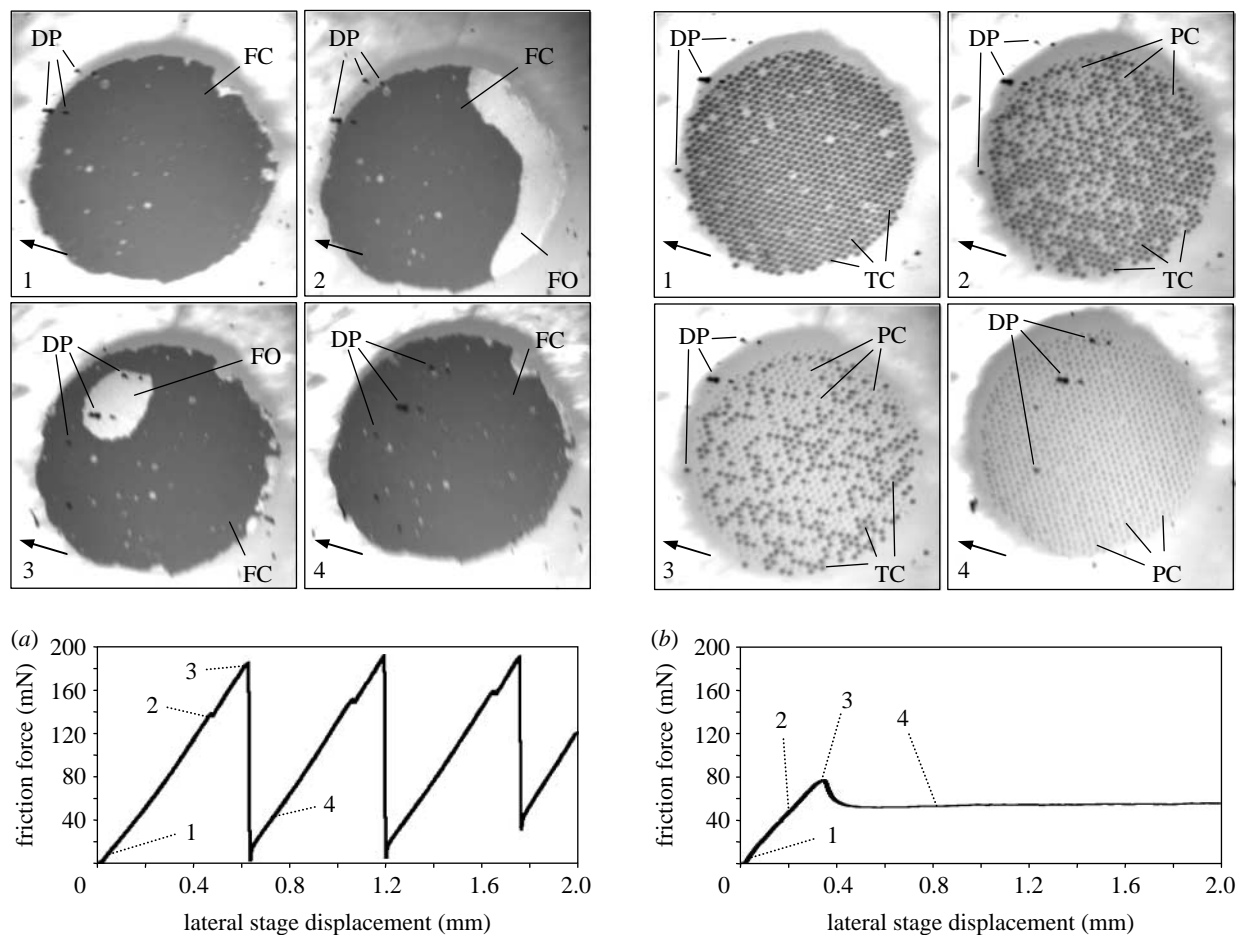 DP
FC
1
DP
FC
FO
2
DP
FO
FC
3
DP
FC
4
DP
TC
1
DP
PC
TC
2
DP
PC
TC
3
DP
PC
4
(a)
friction force (mN)
200
160
120
80
40
0
0.4
0.8
1.2
1.6
2.0
1
2
3
4
lateral stage displacement (mm)
(b)
friction force (mN)
200
160
120
80
40
0
0.4
0.8
1.2
1.6
2.0
1
2
3
4
lateral stage displacement (mm)